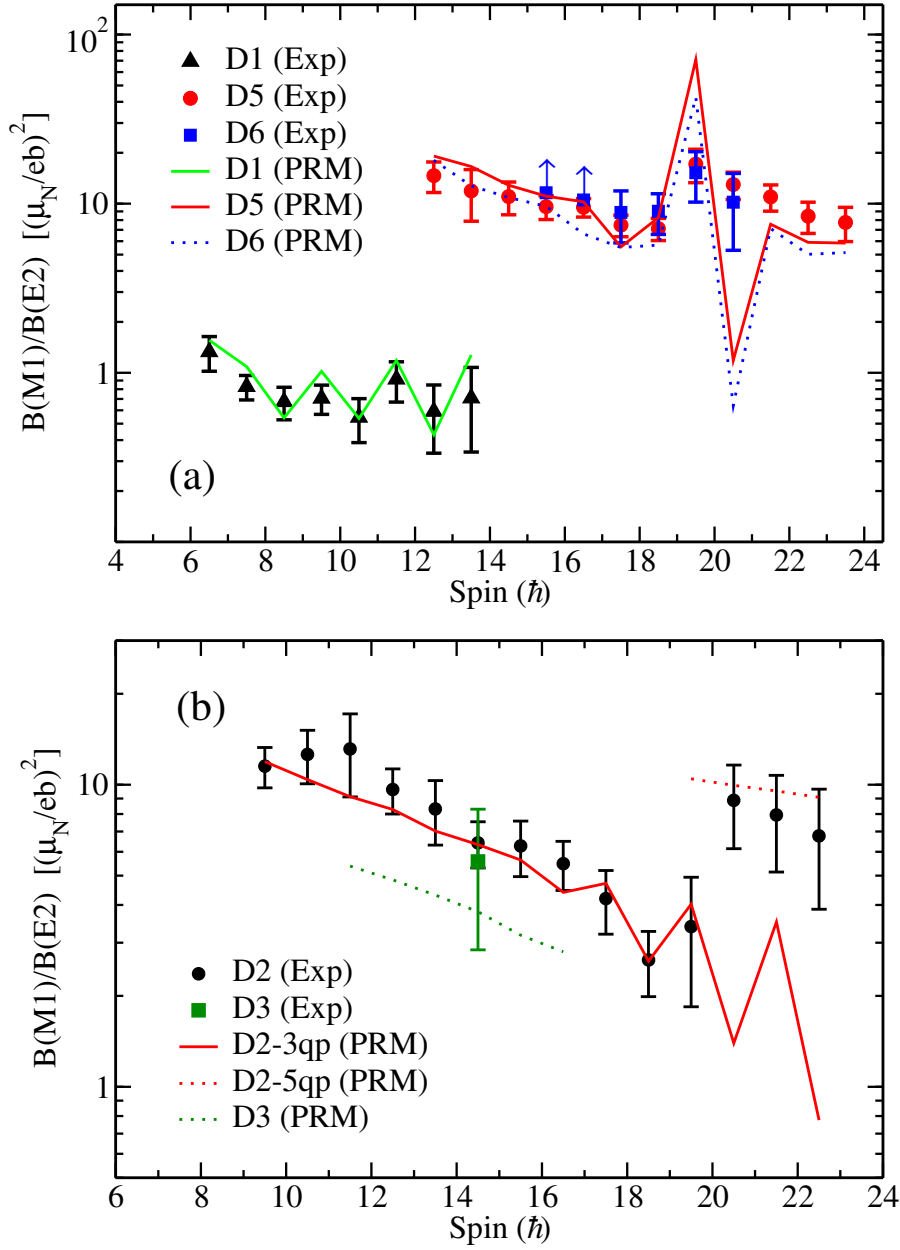 10²
D1 (Exp)
D5 (Exp)
D6 (Exp)
D1 (PRM)
D5 (PRM)
D6 (PRM)
10
1
B(M1)/B(E2) [(μ_N/eb)²]
(a)
4 6 8 10 12 14 16 18 20 22 24
Spin (ℏ)
(b)
10
B(M1)/B(E2) [(μ_N/eb)²]
D2 (Exp)
D3 (Exp)
D2-3qp (PRM)
D2-5qp (PRM)
D3 (PRM)
1
6 8 10 12 14 16 18 20 22 24
Spin (ℏ)